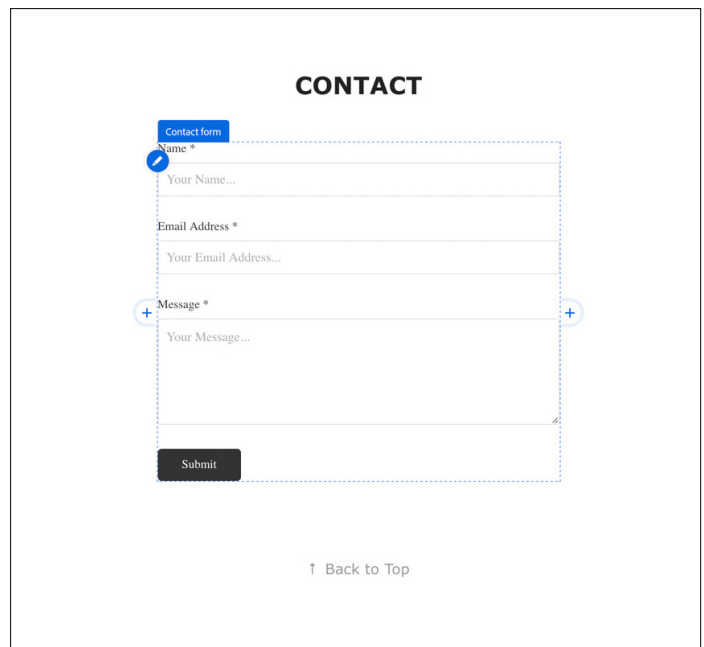 CONTACT
Contact form
Name *
Your Name...
Email Address *
Your Email Address...
Message *
Your Message...
Submit
↑ Back to Top